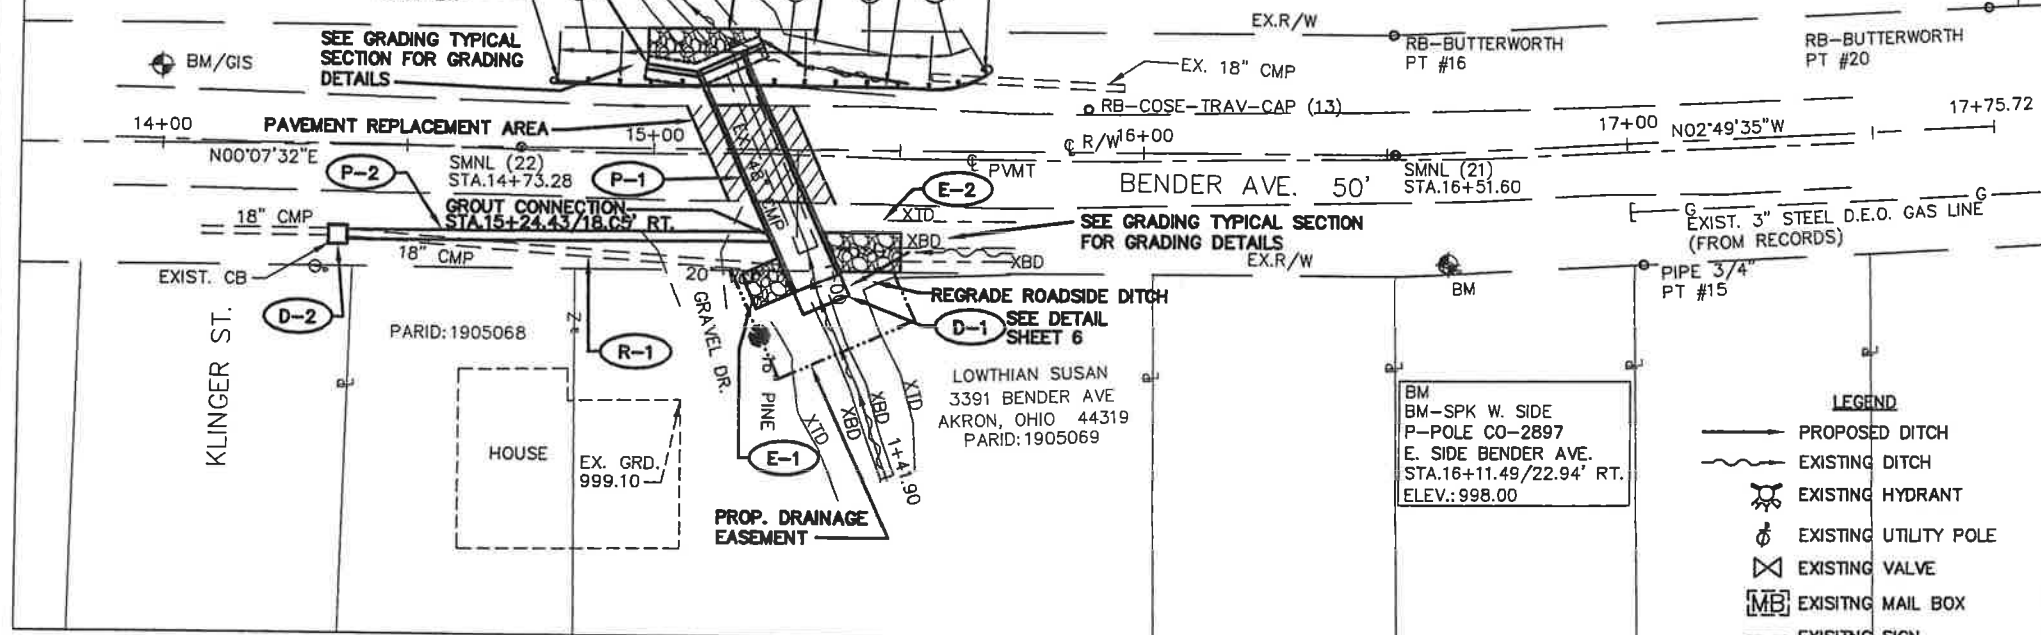 EX.R/W
SEE GRADING TYPICAL
SECTION FOR GRADING
DETAILS
BM/GIS
RB-BUTTERWORTH
PT #16
RB-BUTTERWORTH
PT #20
EX. 18" CMP
RB-COSE-TRAV-CAP (13)
17+75.72
14+00
PAVEMENT REPLACEMENT AREA
15+00
R/W
16+00
17+00
N02°49'35"W
N00°07'32"E
SMNL (22)
STA.14+73.28
P-2
P-1
48" CMP
PVMT
BENDER AVE. 50'
SMNL (21)
STA.16+51.60
E-2
XTD
18" CMP
GROUT CONNECTION
STA.15+24.43/18.05' RT.
SEE GRADING TYPICAL SECTION
FOR GRADING DETAILS
G
G
EXIST. 3" STEEL D.E.O. GAS LINE
(FROM RECORDS)
XBD
XBD
18" CMP
EX.R/W
EXIST. CB
20"
PIPE 3/4"
PT #15
BM
REGRADE ROADSIDE DITCH
D-2
D-1
SEE DETAIL
SHEET 6
PARID:1905068
R-1
GRAVEL DR.
KLINGER ST.
PINE
LOWTHIAN SUSAN
3391 BENDER AVE
AKRON, OHIO 44319
PARID:1905069
XTD
XBD
XBD
XTD
1+41.90
HOUSE
EX. GRD.
999.10
E-1
PROP. DRAINAGE
EASEMENT
BM
BM-SPK W. SIDE
P-POLE CO-2897
E. SIDE BENDER AVE.
STA.16+11.49/22.94' RT.
ELEV.:998.00
LEGEND
PROPOSED DITCH
EXISTING DITCH
EXISTING HYDRANT
EXISTING UTILITY POLE
EXISTING VALVE
MB EXISITNG MAIL BOX
EXISITNG SIGN